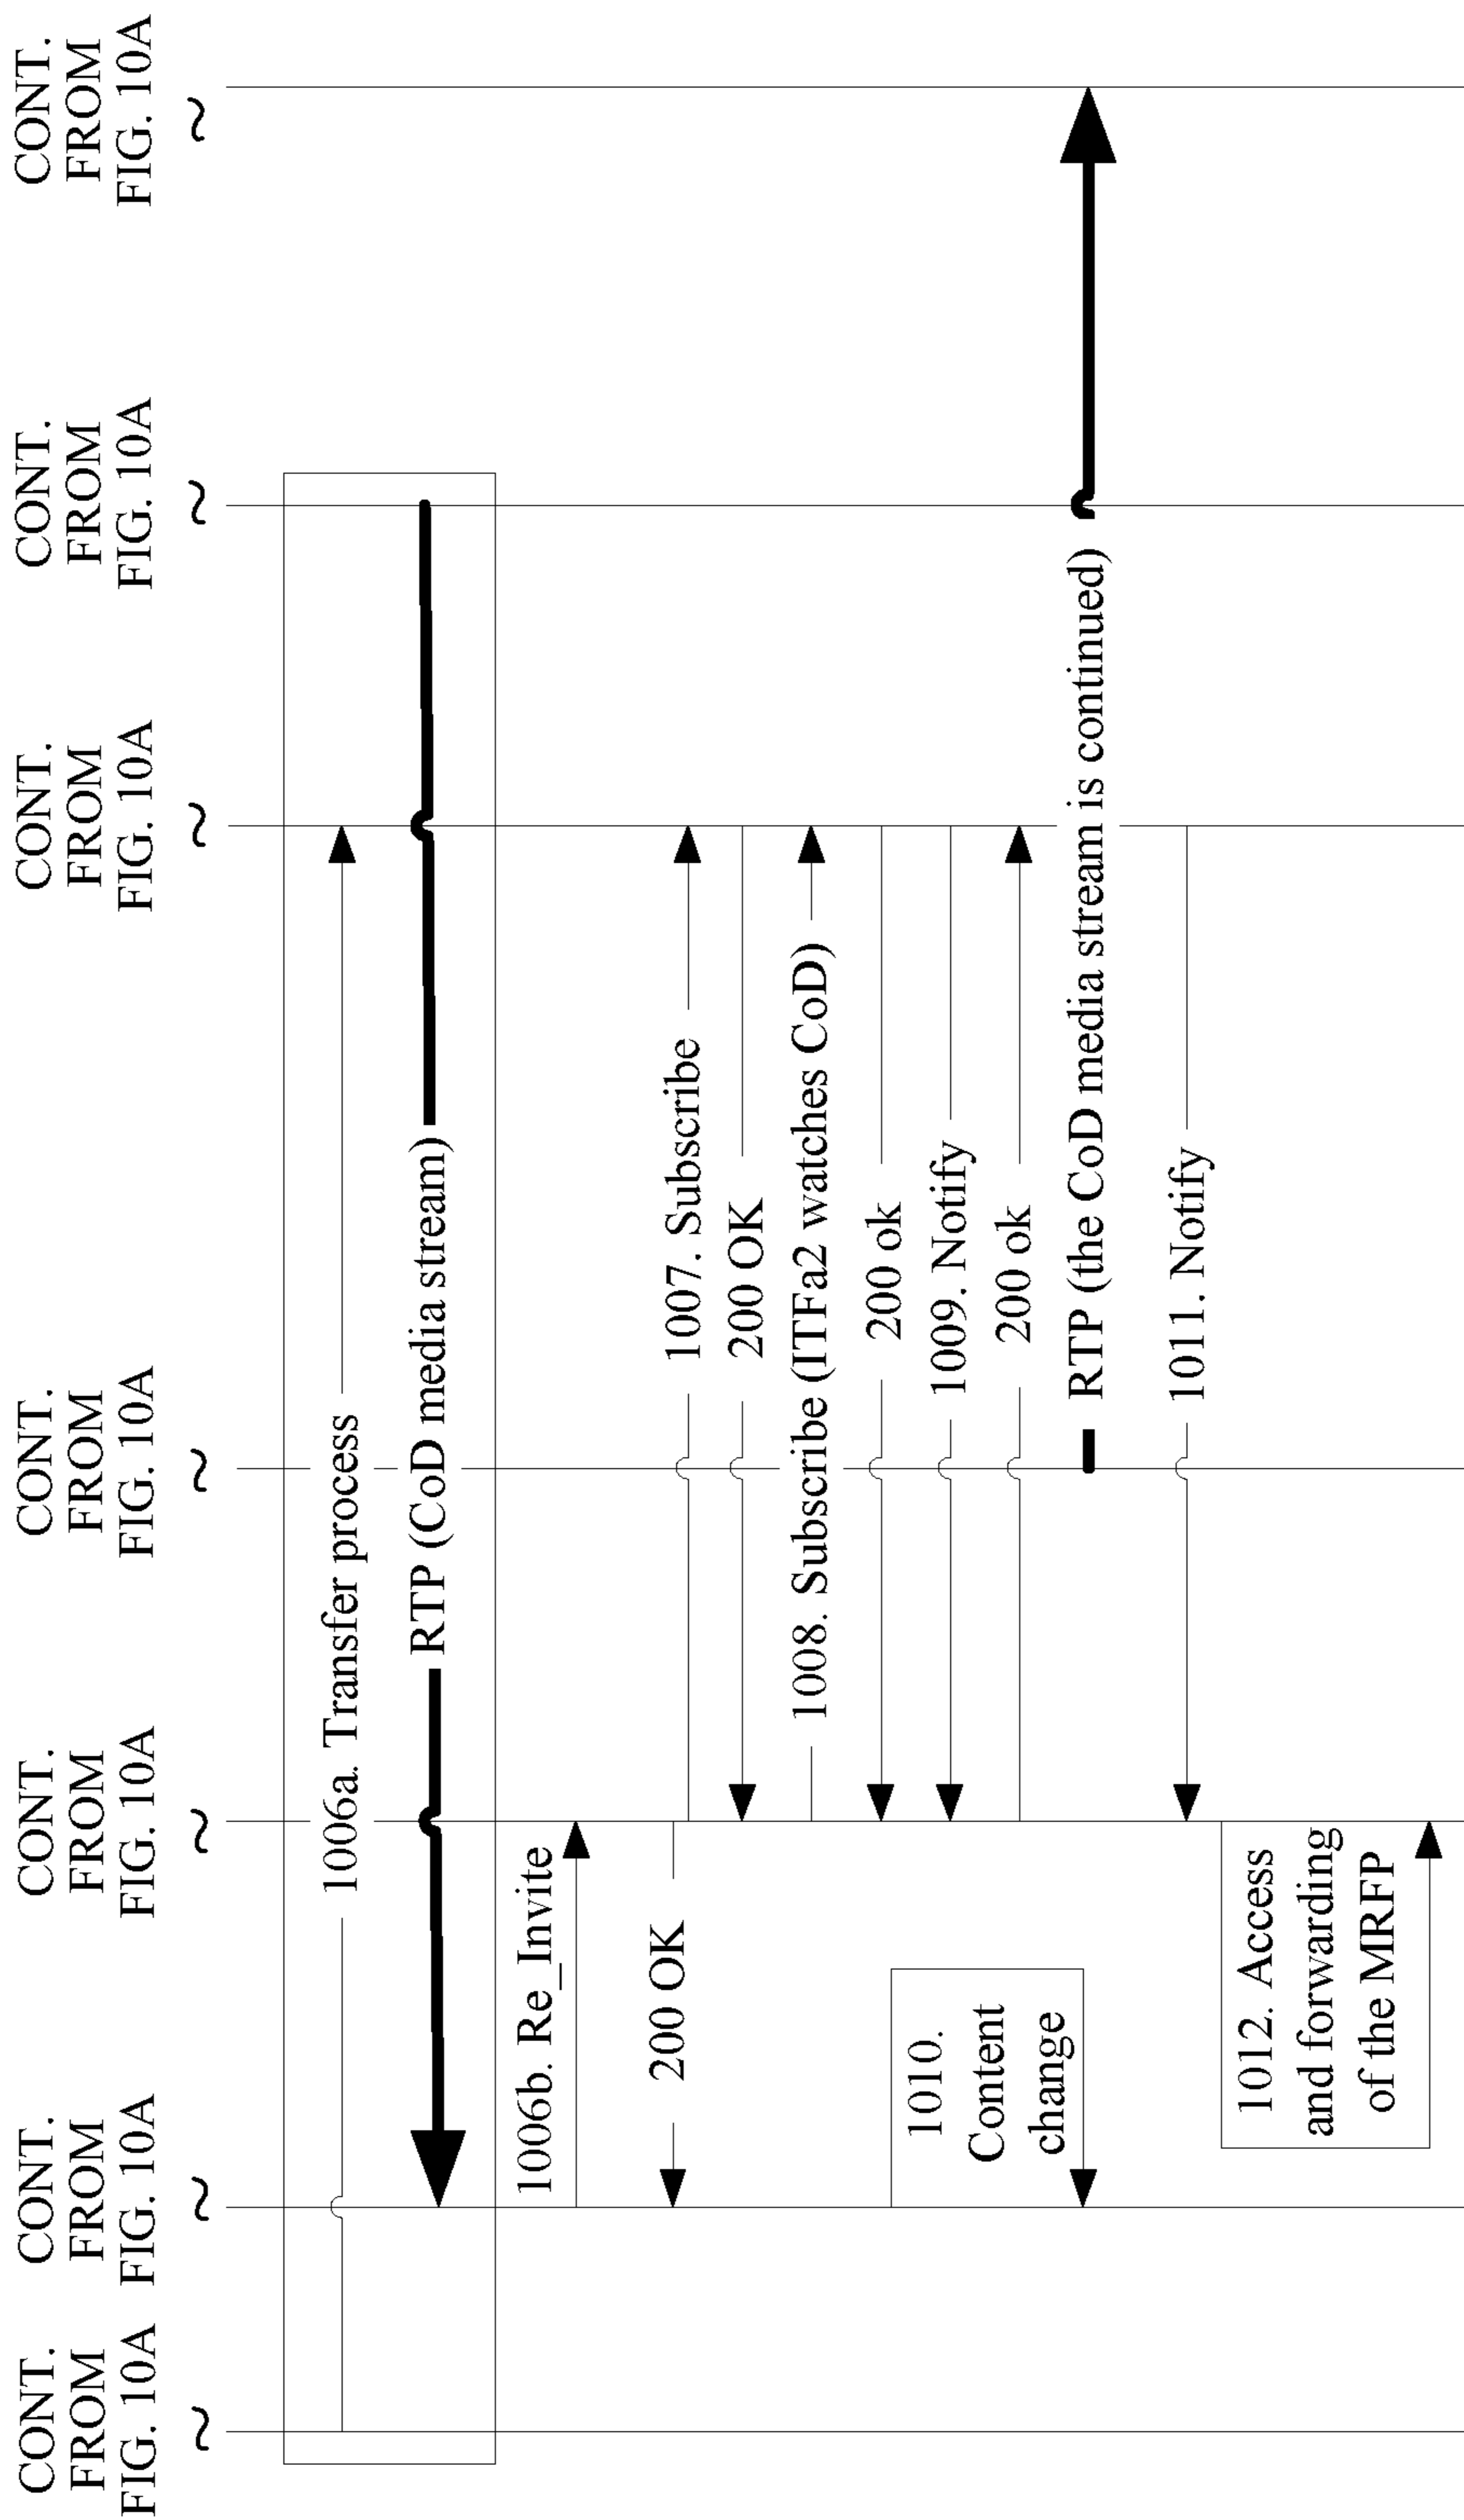 CONT.
FROM
FIG. 10A
CONT.
FROM
FIG. 10A
CONT.
FROM
FIG. 10A
CONT.
FROM
FIG. 10A
CONT.
FROM
FIG. 10A
CONT.
FROM
FIG. 10A
CONT.
FROM
FIG. 10A
1006a. Transfer process
RTP (CoD media stream)
1006b. Re_Invite
200 OK
1007. Subscribe
200 OK
1008. Subscribe (ITFa2 watches CoD)
200 ok
1009. Notify
1010.
Content
change
200 ok
RTP (the CoD media stream is continued)
1011. Notify
1012. Access
and forwarding
of the MRFP